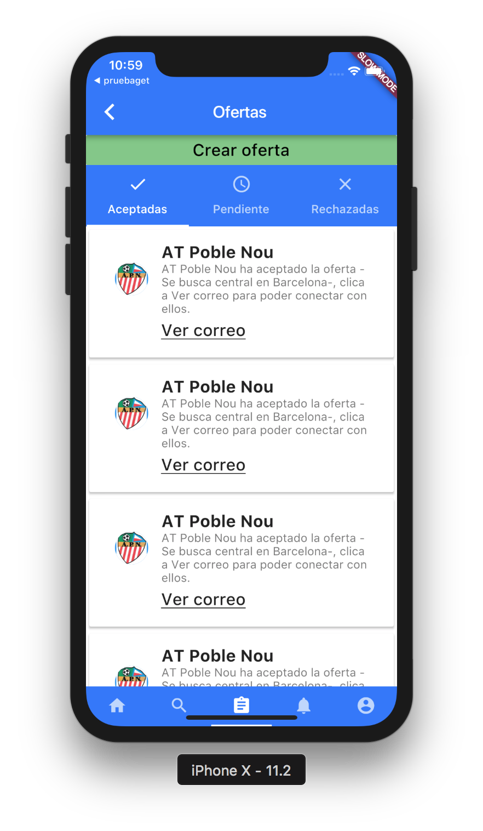 10:59
pruebaget
SLOW MODE
Ofertas
Crear oferta
Aceptadas
Pendiente
Rechazadas
AT Poble Nou
AT Poble Nou ha aceptado la oferta -
Se busca central en Barcelona-, clica
a Ver correo para poder conectar con
ellos.
Ver correo
AT Poble Nou
AT Poble Nou ha aceptado la oferta -
Se busca central en Barcelona-, clica
a Ver correo para poder conectar con
ellos.
Ver correo
AT Poble Nou
AT Poble Nou ha aceptado la oferta -
Se busca central en Barcelona-, clica
a Ver correo para poder conectar con
ellos.
Ver correo
AT Poble Nou
AT Poble Nou ha aceptado la oferta -
Se busca central en Barcelona-, clica
iPhone X - 11.2